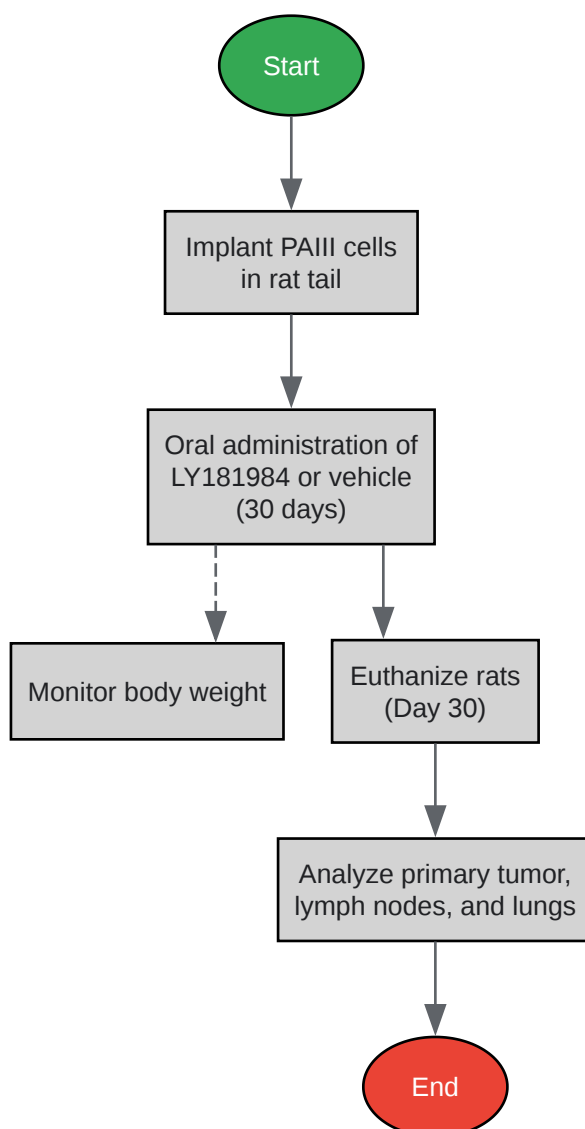 Start
Implant PAIII cells
in rat tail
Oral administration of
LY181984 or vehicle
(30 days)
Monitor body weight
Euthanize rats
(Day 30)
Analyze primary tumor,
lymph nodes, and lungs
End